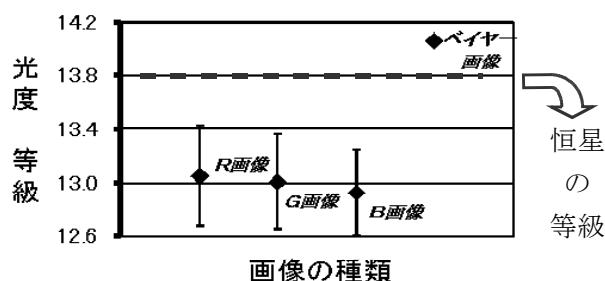 14.2
13.8
13.4
13.0
12.6
光度 等級
ベイヤー
画像
R画像
G画像
B画像
恒星
の
等級
画像の種類